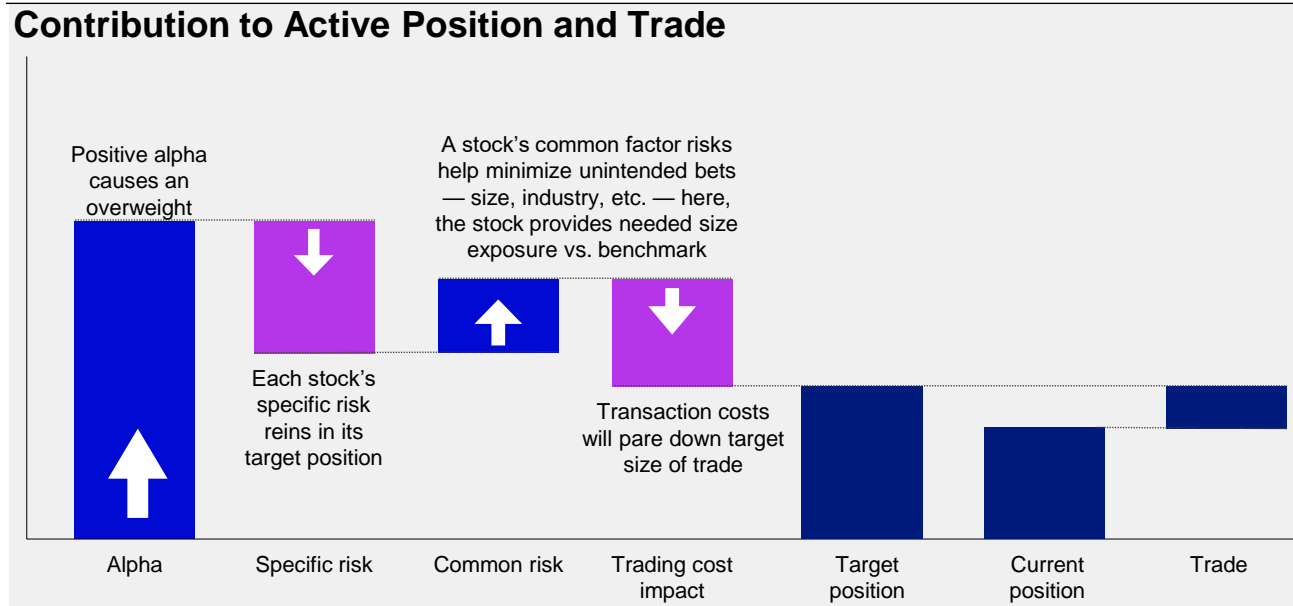 Contribution to Active Position and Trade
Positive alpha
causes an
overweight
Each stock’s
specific risk
reins in its
target position
A stock’s common factor risks
help minimize unintended bets
— size, industry, etc. — here,
the stock provides needed size
exposure vs. benchmark
Transaction costs
will pare down target
size of trade
Alpha
Specific risk
Common risk
Trading cost
impact
Target
position
Current
position
Trade